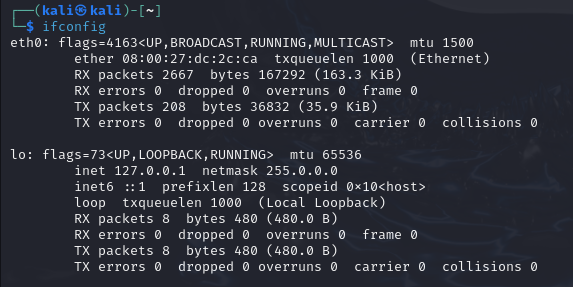 ┌──(kali㉿kali)-[~]
└─$ ifconfig
eth0: flags=4163<UP,BROADCAST,RUNNING,MULTICAST>  mtu 1500
        ether 08:00:27:dc:2c:ca  txqueuelen 1000  (Ethernet)
        RX packets 2667  bytes 167292 (163.3 KiB)
        RX errors 0  dropped 0  overruns 0  frame 0
        TX packets 208  bytes 36832 (35.9 KiB)
        TX errors 0  dropped 0 overruns 0  carrier 0  collisions 0

lo: flags=73<UP,LOOPBACK,RUNNING>  mtu 65536
        inet 127.0.0.1  netmask 255.0.0.0
        inet6 ::1  prefixlen 128  scopeid 0×10<host>
        loop  txqueuelen 1000  (Local Loopback)
        RX packets 8  bytes 480 (480.0 B)
        RX errors 0  dropped 0  overruns 0  frame 0
        TX packets 8  bytes 480 (480.0 B)
        TX errors 0  dropped 0 overruns 0  carrier 0  collisions 0